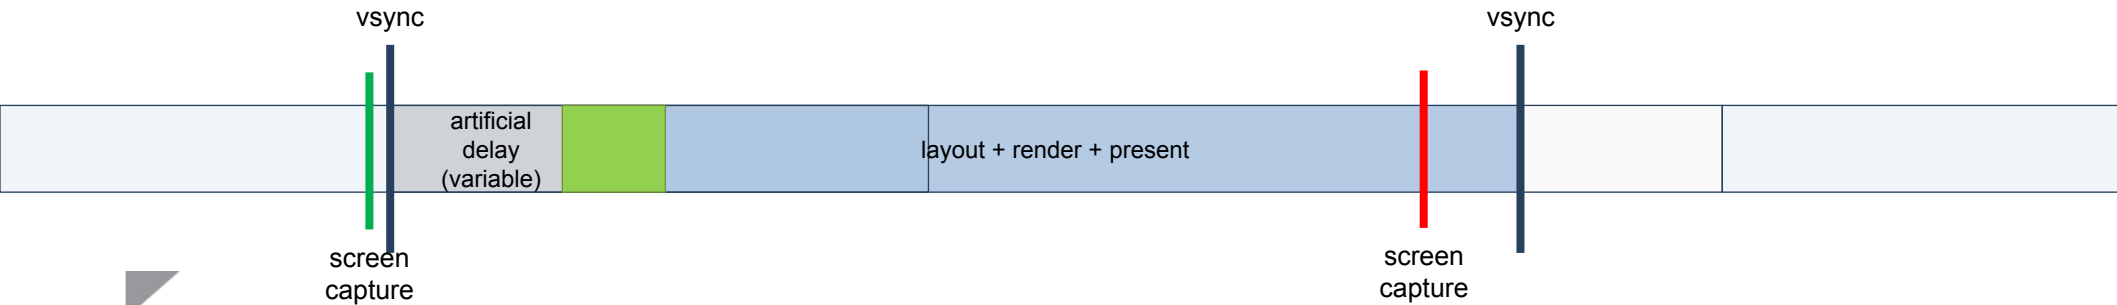 vsync
vsync
artificial
delay
(variable)
layout + render + present
screen
capture
screen
capture